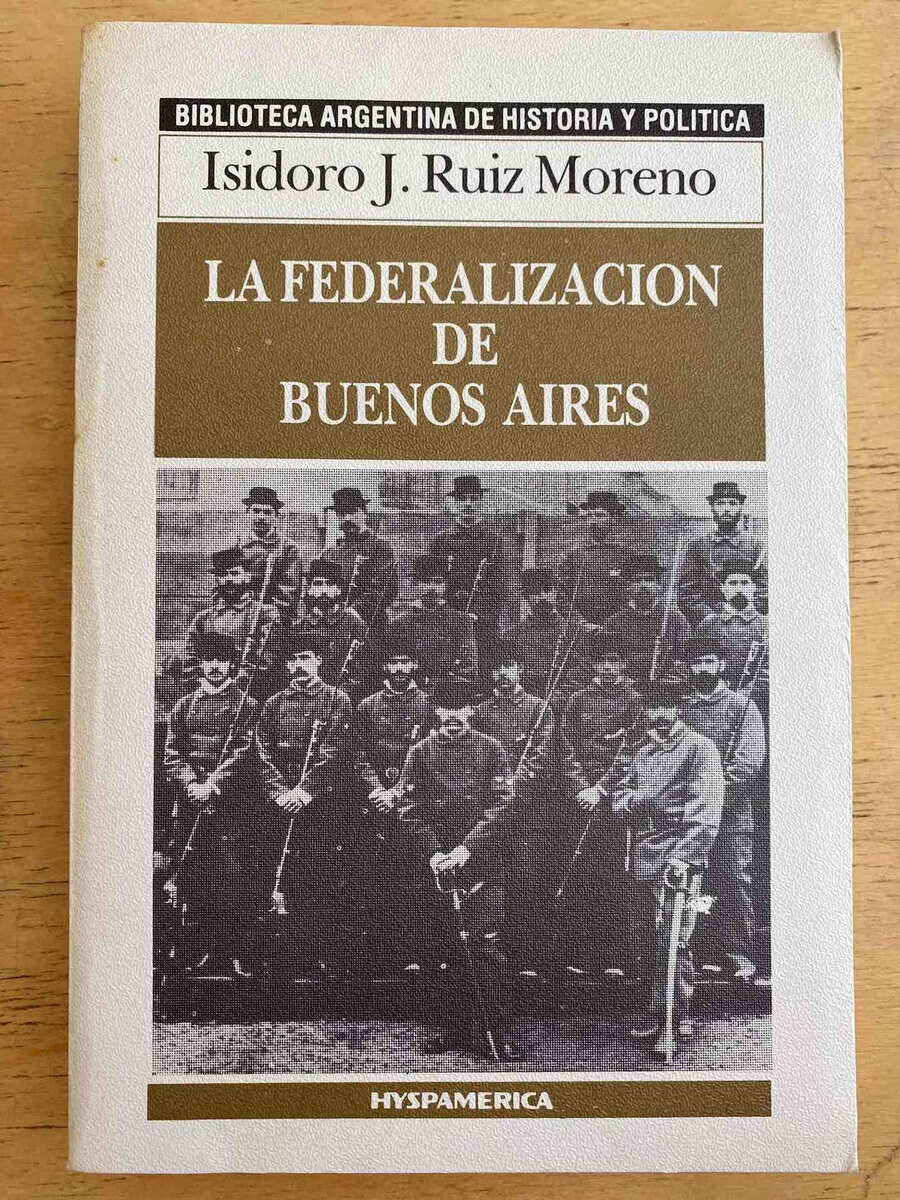 BIBLIOTECA ARGENTINA DE HISTORIA Y POLITICA
Isidoro J. Ruiz Moreno
LA FEDERALIZACION
DE
BUENOS AIRES
HYSPAMERICA